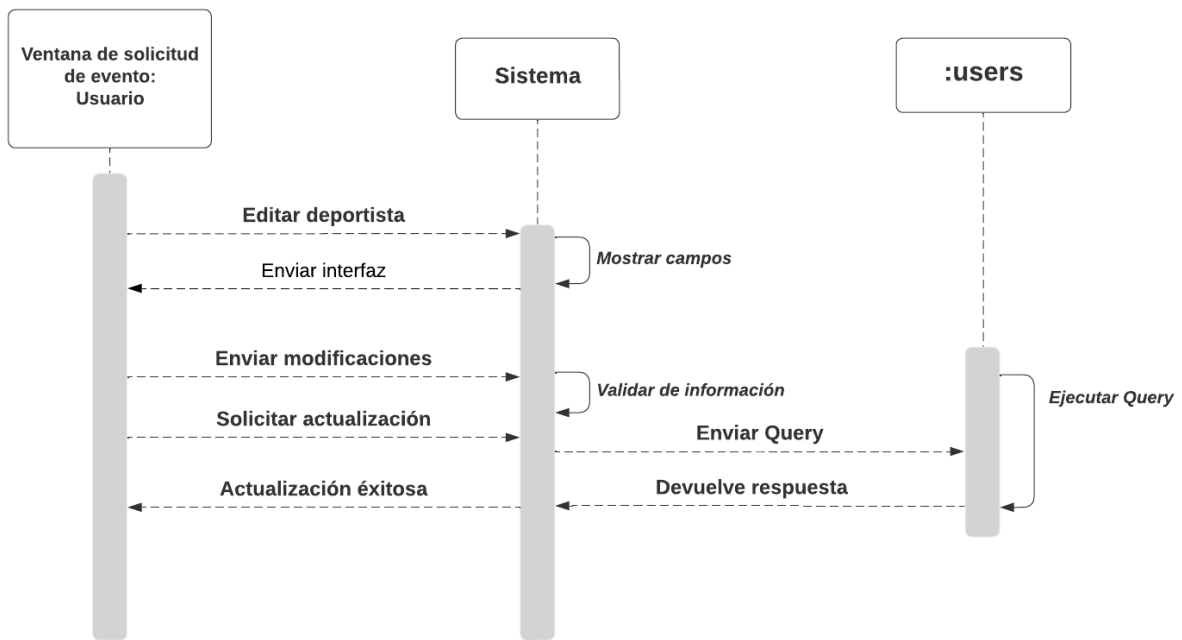 Ventana de solicitud
de evento:
Usuario
Sistema
:users
Editar deportista
Mostrar campos
Enviar interfaz
Enviar modificaciones
Validar de información
Ejecutar Query
Solicitar actualización
Enviar Query
Actualización éxitosa
Devuelve respuesta